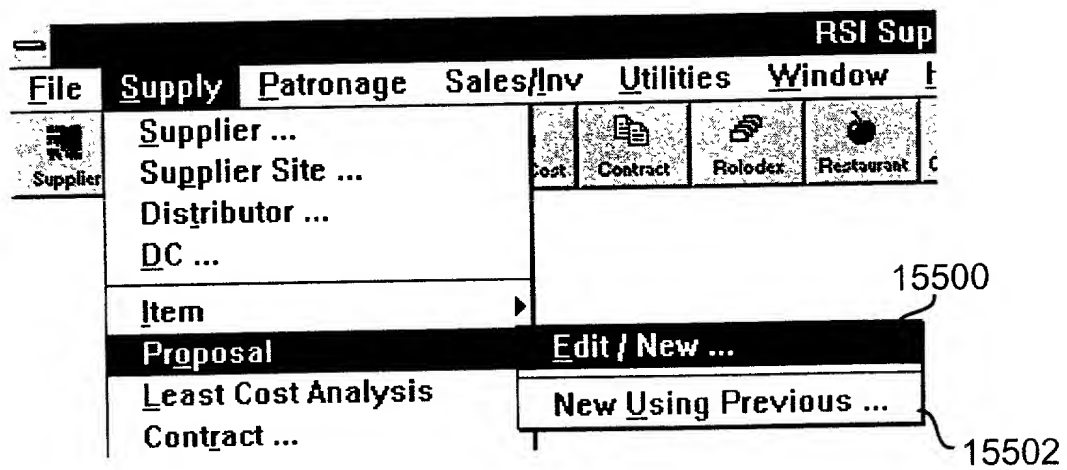 RSI Sup
File Supply Patronage Sales/Inv Utilities Window H
Supplier Cost Contract Rolodex Restaurant C
Supplier ...
Supplier Site ...
Distributor ...
DC ...
Item
Proposal
Least Cost Analysis
Contract ...
Edit / New ...
New Using Previous ...
15500
15502